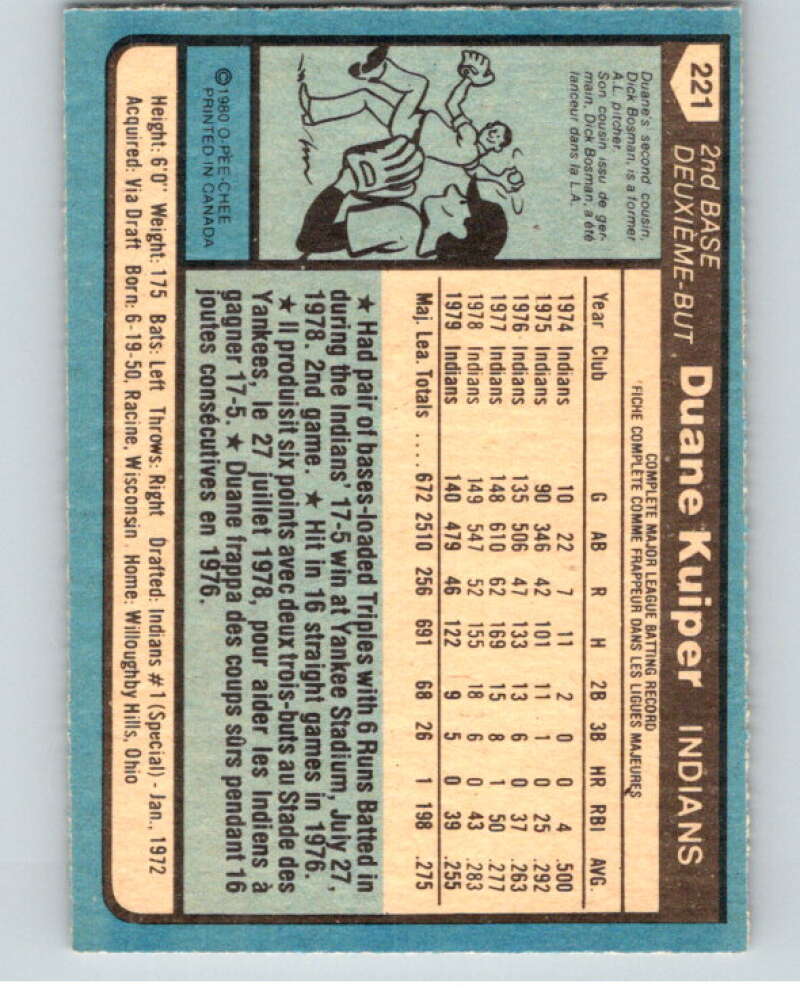 221
2nd BASE
DEUXIÈME-BUT
Duane Kuiper INDIANS
Duane's second cousin,
Dick Bosman, is a former
A.L. pitcher.
Son cousin issu de ger-
main, Dick Bosman, a été
lanceur dans la L.A.
©1980 O-PEE-CHEE
PRINTED IN CANADA
COMPLETE MAJOR LEAGUE BATTING RECORD
FICHE COMPLÈTE COMME FRAPPEUR DANS LES LIGUES MAJEURES
Year Club G AB R H 2B 3B HR RBI AVG.
1974 Indians 10 22 7 11 2 0 0 4 .500
1975 Indians 90 346 42 101 11 1 0 25 .292
1976 Indians 135 506 47 133 13 6 0 37 .263
1977 Indians 148 610 62 169 15 8 1 50 .277
1978 Indians 149 547 52 155 18 6 0 43 .283
1979 Indians 140 479 46 122 9 5 0 39 .255
Maj. Lea. Totals .... 672 2510 256 691 68 26 1 198 .275
★ Had pair of bases-loaded Triples with 6 Runs Batted in
during the Indians' 17-5 win at Yankee Stadium, July 27,
1978. 2nd game. ★ Hit in 16 straight games in 1976.
★ Il produisit six points avec deux trois-buts au Stade des
Yankees, le 27 juillet 1978, pour aider les Indiens à
gagner 17-5. ★ Duane frappa des coups sûrs pendant 16
joutes consécutives en 1976.
Height: 6'0" Weight: 175 Bats: Left Throws: Right Drafted: Indians #1 (Special) - Jan., 1972
Acquired: Via Draft Born: 6-19-50, Racine, Wisconsin Home: Willoughby Hills, Ohio